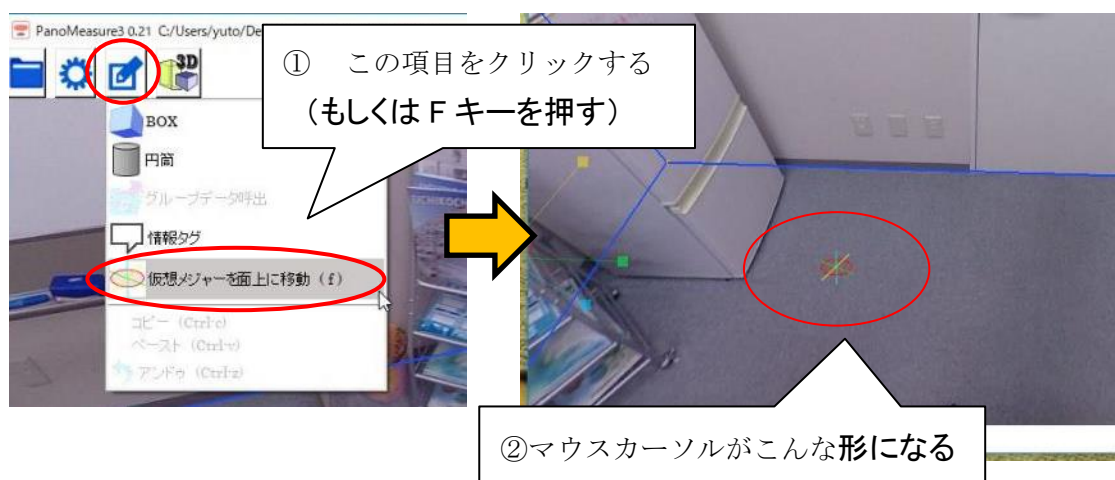 PanoMeasure3 0.21 C:/Users/yuto/De
3D
① この項目をクリックする
（もしくは F キーを押す）
BOX
円筒
グループデータ呼出
情報タグ
仮想メジャーを面上に移動 (f)
コピー (Ctrl-c)
ペースト (Ctrl-v)
アンドゥ (Ctrl-z)
②マウスカーソルがこんな形になる